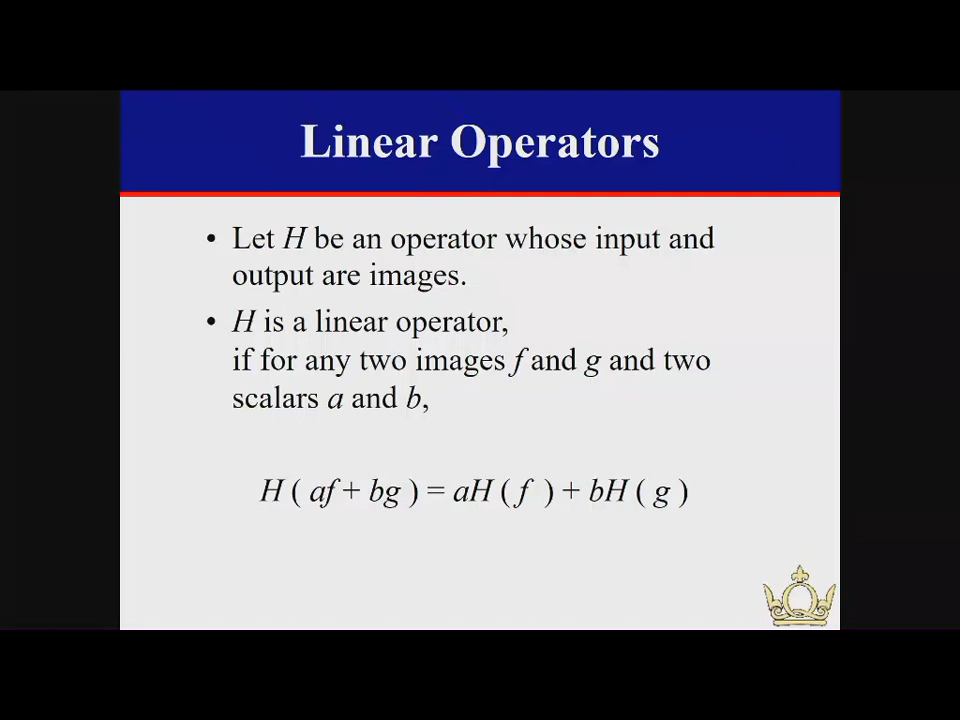 Linear Operators
• Let H be an operator whose input and
output are images.
• H is a linear operator,
if for any two images f and g and two
scalars a and b,
H ( af + bg ) = aH ( f ) + bH ( g )